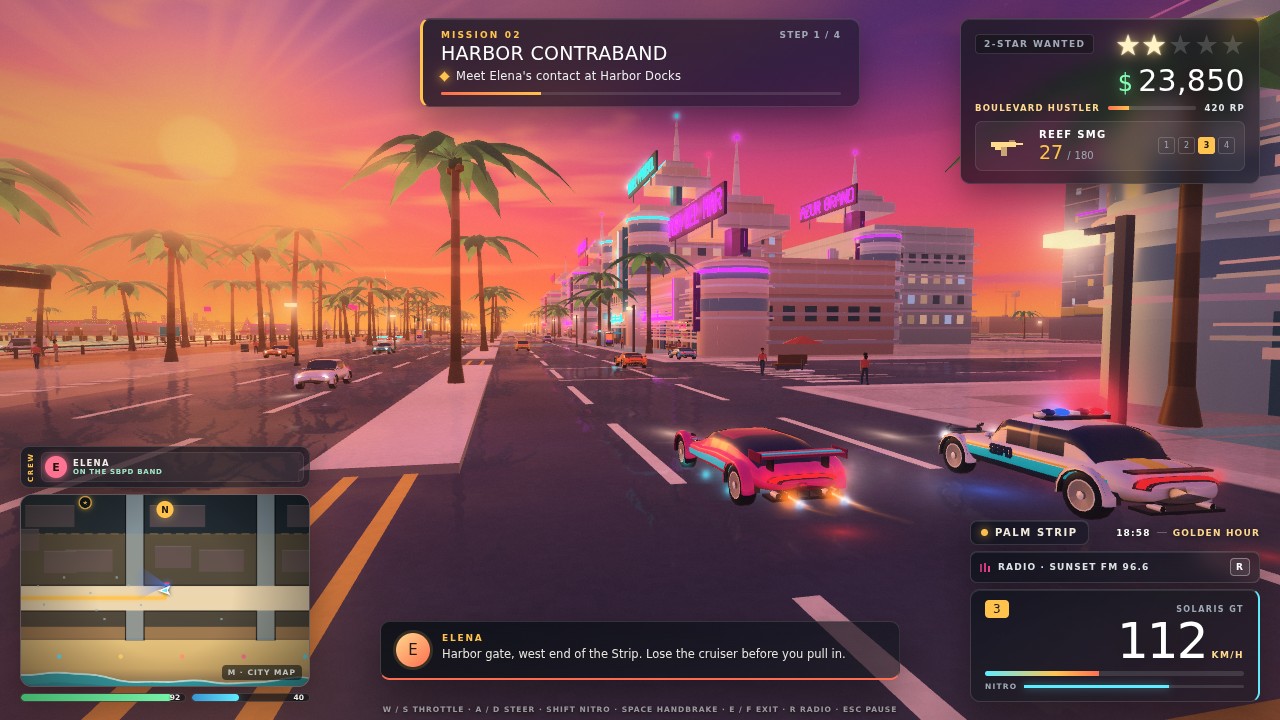 MISSION 02
STEP 1 / 4
HARBOR CONTRABAND
Meet Elena's contact at Harbor Docks
2-STAR WANTED
$ 23,850
BOULEVARD HUSTLER
420 RP
REEF SMG
27 / 180
1 2 3 4
SBPD
CREW
E
ELENA
ON THE SBPD BAND
N
M · CITY MAP
92
40
E
ELENA
Harbor gate, west end of the Strip. Lose the cruiser before you pull in.
W / S THROTTLE · A / D STEER · SHIFT NITRO · SPACE HANDBRAKE · E / F EXIT · R RADIO · ESC PAUSE
PALM STRIP
18:58 — GOLDEN HOUR
RADIO · SUNSET FM 96.6
R
3
SOLARIS GT
112 KM/H
NITRO